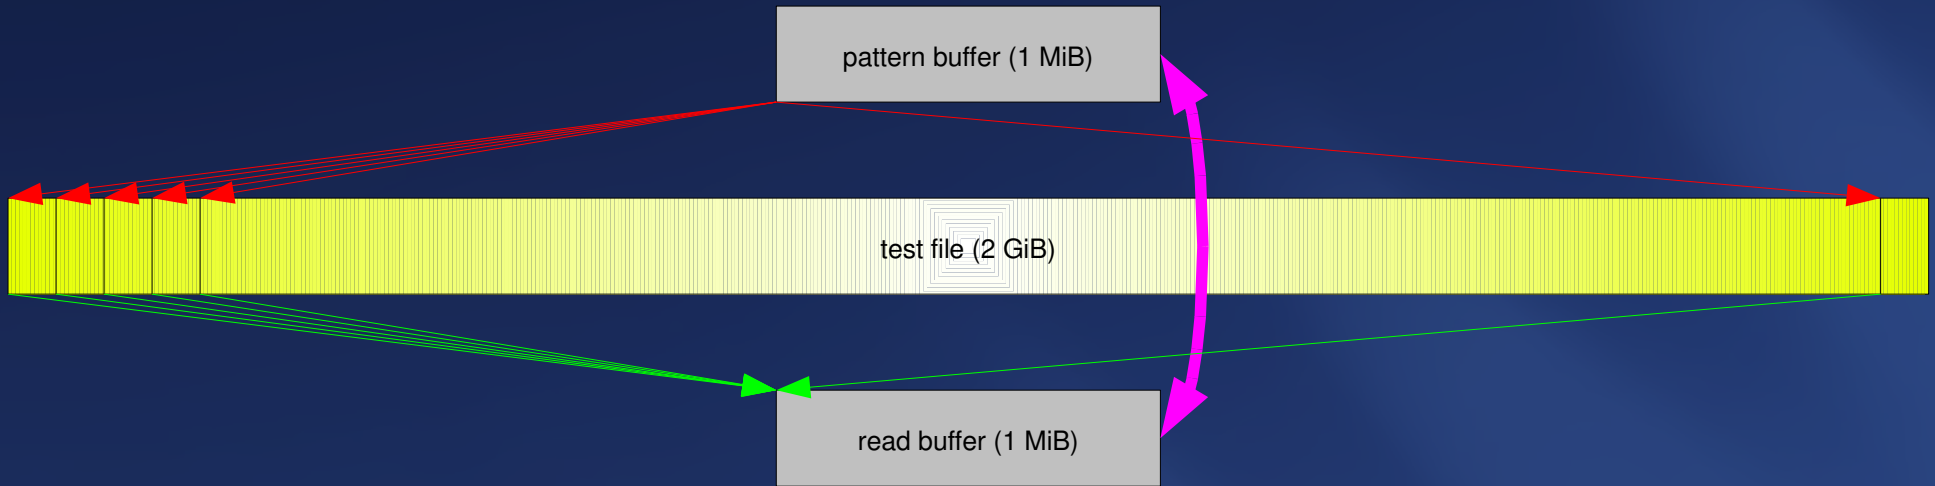 pattern buffer (1 MiB)
test file (2 GiB)
read buffer (1 MiB)